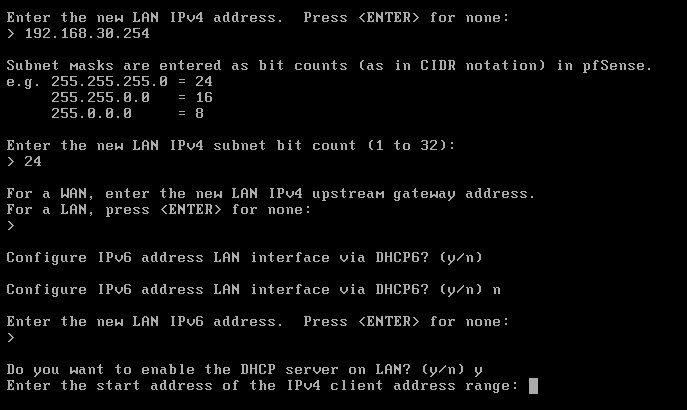 Enter the new LAN IPv4 address.  Press <ENTER> for none:
> 192.168.30.254
Subnet masks are entered as bit counts (as in CIDR notation) in pfSense.
e.g. 255.255.255.0 = 24
     255.255.0.0   = 16
     255.0.0.0     = 8
Enter the new LAN IPv4 subnet bit count (1 to 32):
> 24
For a WAN, enter the new LAN IPv4 upstream gateway address.
For a LAN, press <ENTER> for none:
>
Configure IPv6 address LAN interface via DHCP6? (y/n)
Configure IPv6 address LAN interface via DHCP6? (y/n) n
Enter the new LAN IPv6 address.  Press <ENTER> for none:
>
Do you want to enable the DHCP server on LAN? (y/n) y
Enter the start address of the IPv4 client address range: